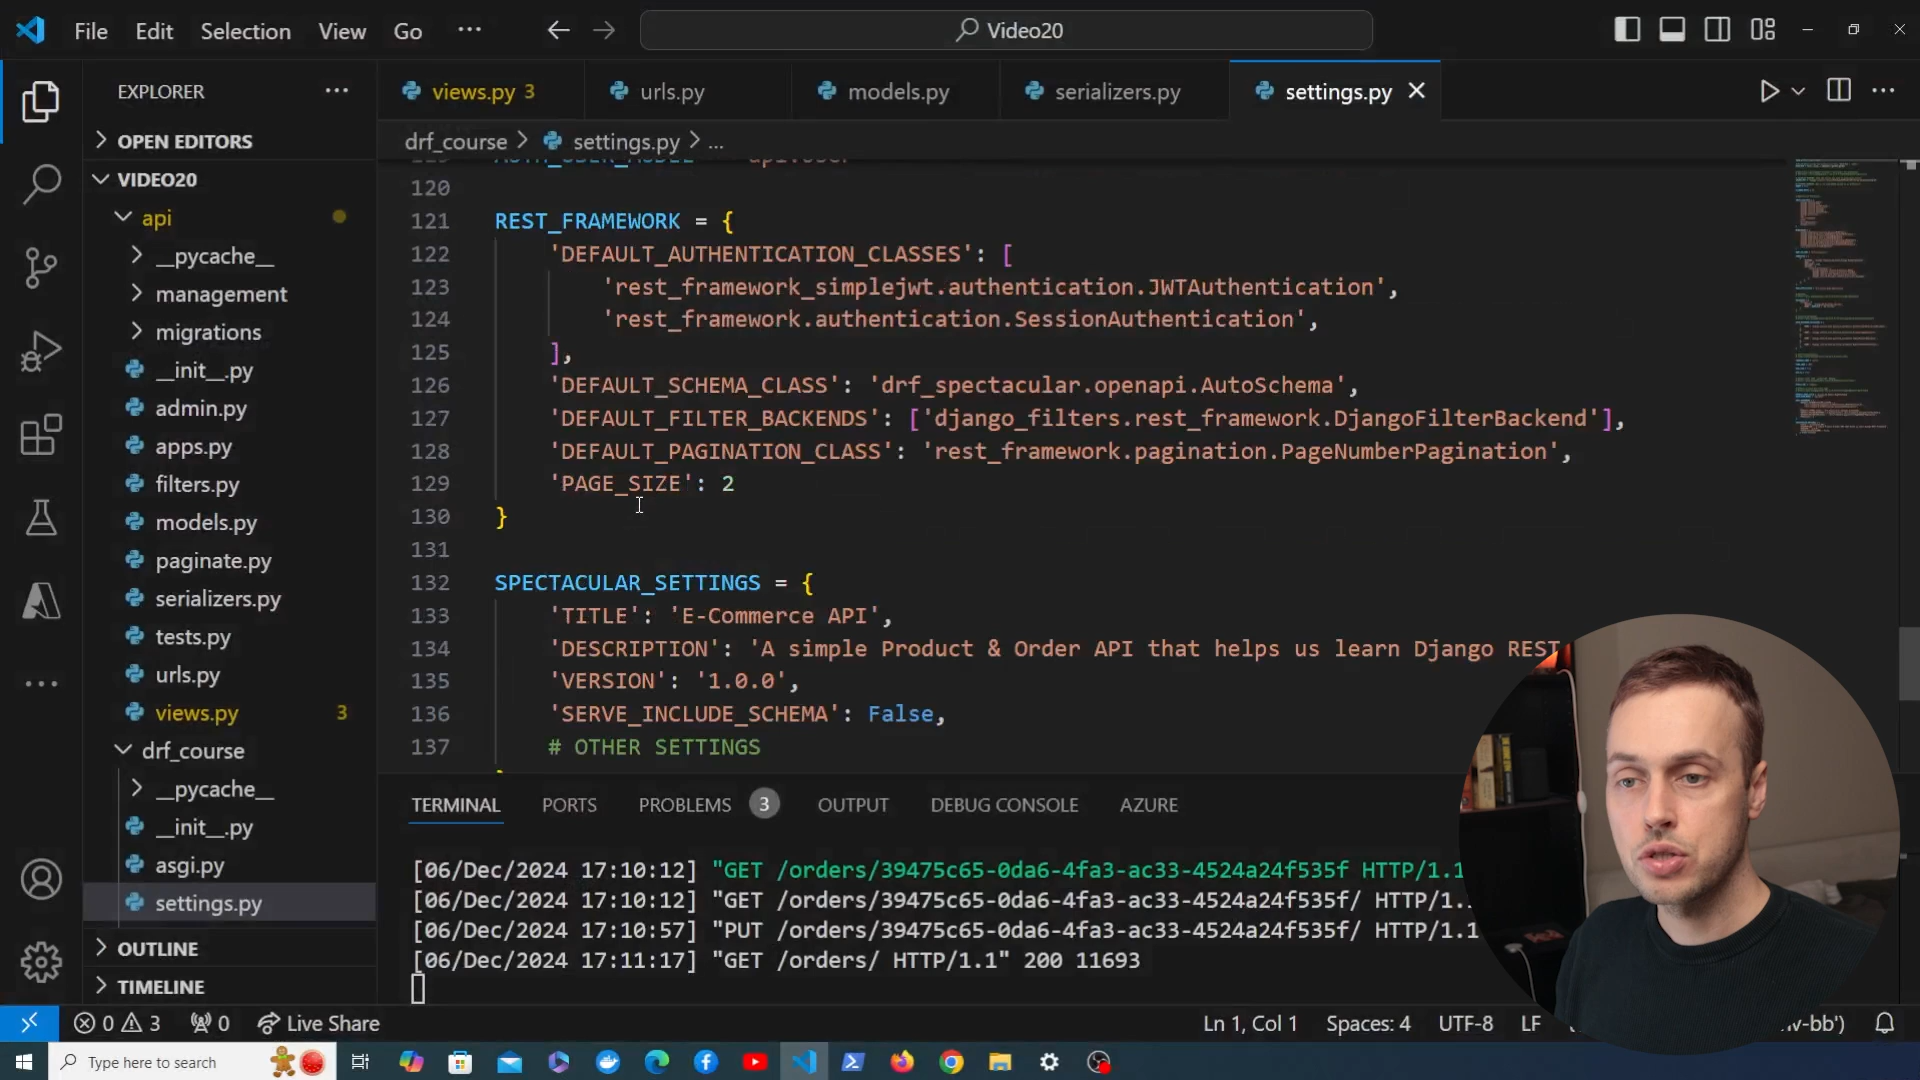 File Edit Selection View Go ··· Video20
EXPLORER ···
OPEN EDITORS
VIDEO20
api
__pycache__
management
migrations
__init__.py
admin.py
apps.py
filters.py
models.py
paginate.py
serializers.py
tests.py
urls.py
views.py 3
drf_course
__pycache__
__init__.py
asgi.py
settings.py
OUTLINE
TIMELINE
views.py 3 urls.py models.py serializers.py settings.py
drf_course > settings.py > ...
120
121 REST_FRAMEWORK = {
122 'DEFAULT_AUTHENTICATION_CLASSES': [
123 'rest_framework_simplejwt.authentication.JWTAuthentication',
124 'rest_framework.authentication.SessionAuthentication',
125 ],
126 'DEFAULT_SCHEMA_CLASS': 'drf_spectacular.openapi.AutoSchema',
127 'DEFAULT_FILTER_BACKENDS': ['django_filters.rest_framework.DjangoFilterBackend'],
128 'DEFAULT_PAGINATION_CLASS': 'rest_framework.pagination.PageNumberPagination',
129 'PAGE_SIZE': 2
130 }
131
132 SPECTACULAR_SETTINGS = {
133 'TITLE': 'E-Commerce API',
134 'DESCRIPTION': 'A simple Product & Order API that helps us learn Django REST
135 'VERSION': '1.0.0',
136 'SERVE_INCLUDE_SCHEMA': False,
137 # OTHER SETTINGS
TERMINAL PORTS PROBLEMS 3 OUTPUT DEBUG CONSOLE AZURE
[06/Dec/2024 17:10:12] "GET /orders/39475c65-0da6-4fa3-ac33-4524a24f535f HTTP/1.1
[06/Dec/2024 17:10:12] "GET /orders/39475c65-0da6-4fa3-ac33-4524a24f535f/ HTTP/1.
[06/Dec/2024 17:10:57] "PUT /orders/39475c65-0da6-4fa3-ac33-4524a24f535f/ HTTP/1.1
[06/Dec/2024 17:11:17] "GET /orders/ HTTP/1.1" 200 11693
0 3 0 Live Share Ln 1, Col 1 Spaces: 4 UTF-8 LF v-bb')
Type here to search